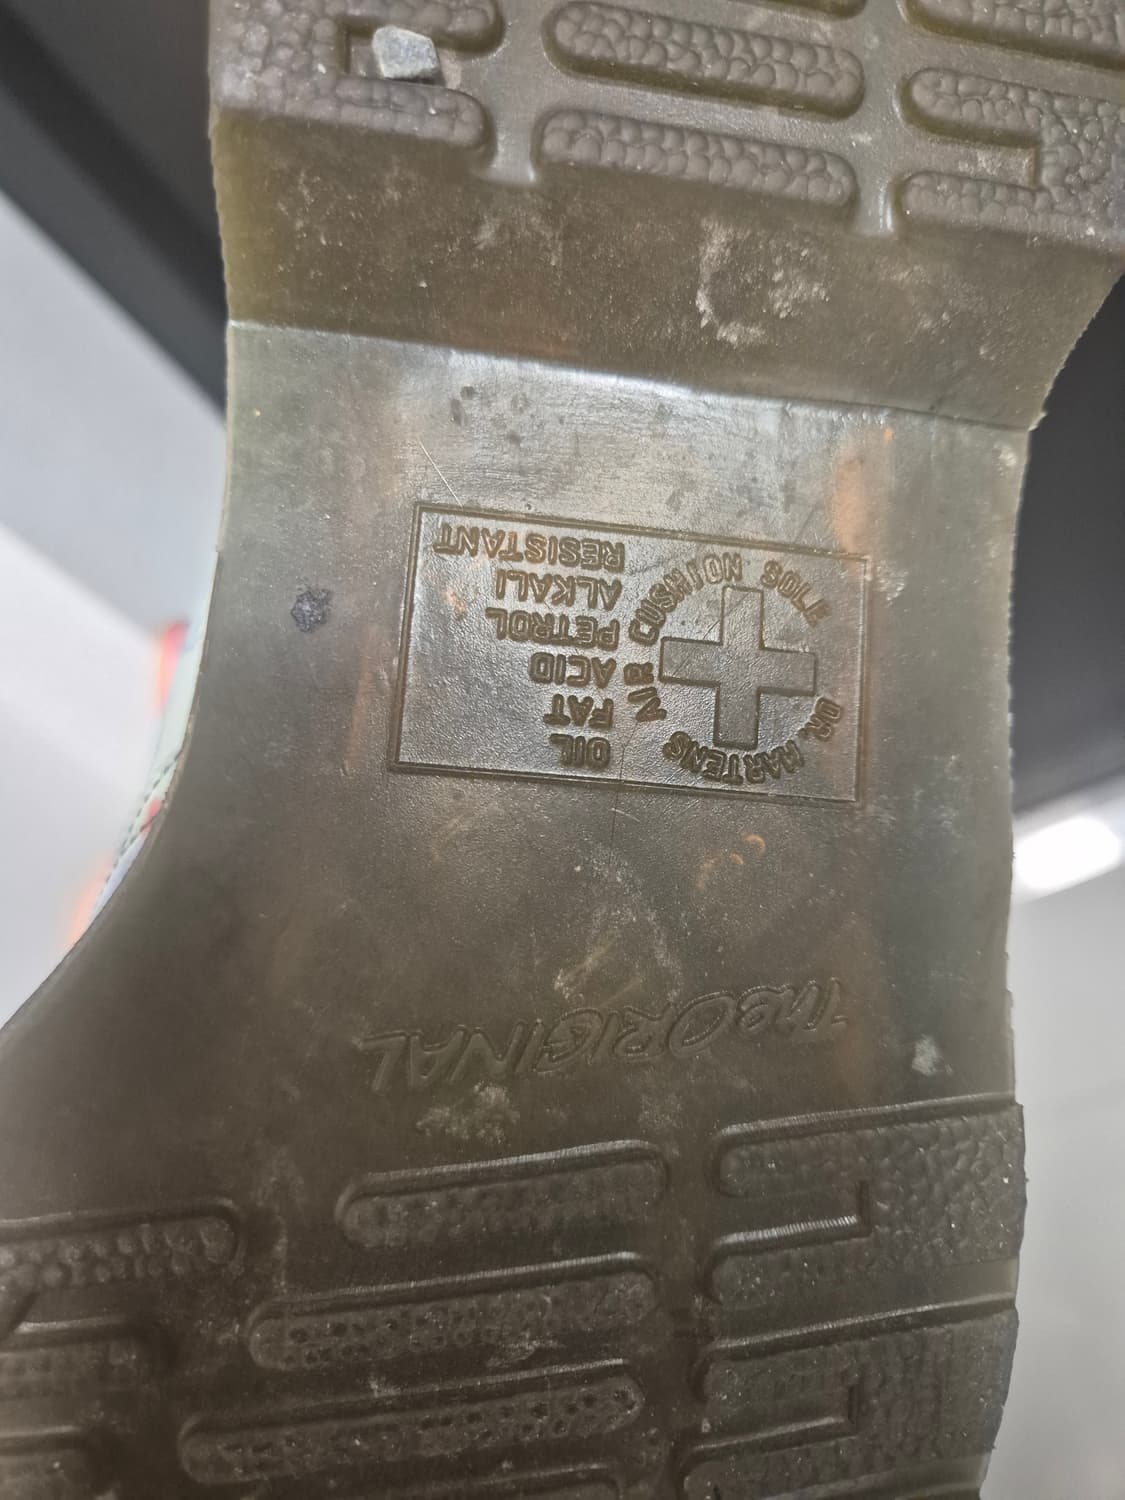 The ORIGINAL
DR. MARTENS AIR CUSHION SOLE
OIL
FAT
ACID
PETROL
ALKALI
RESISTANT